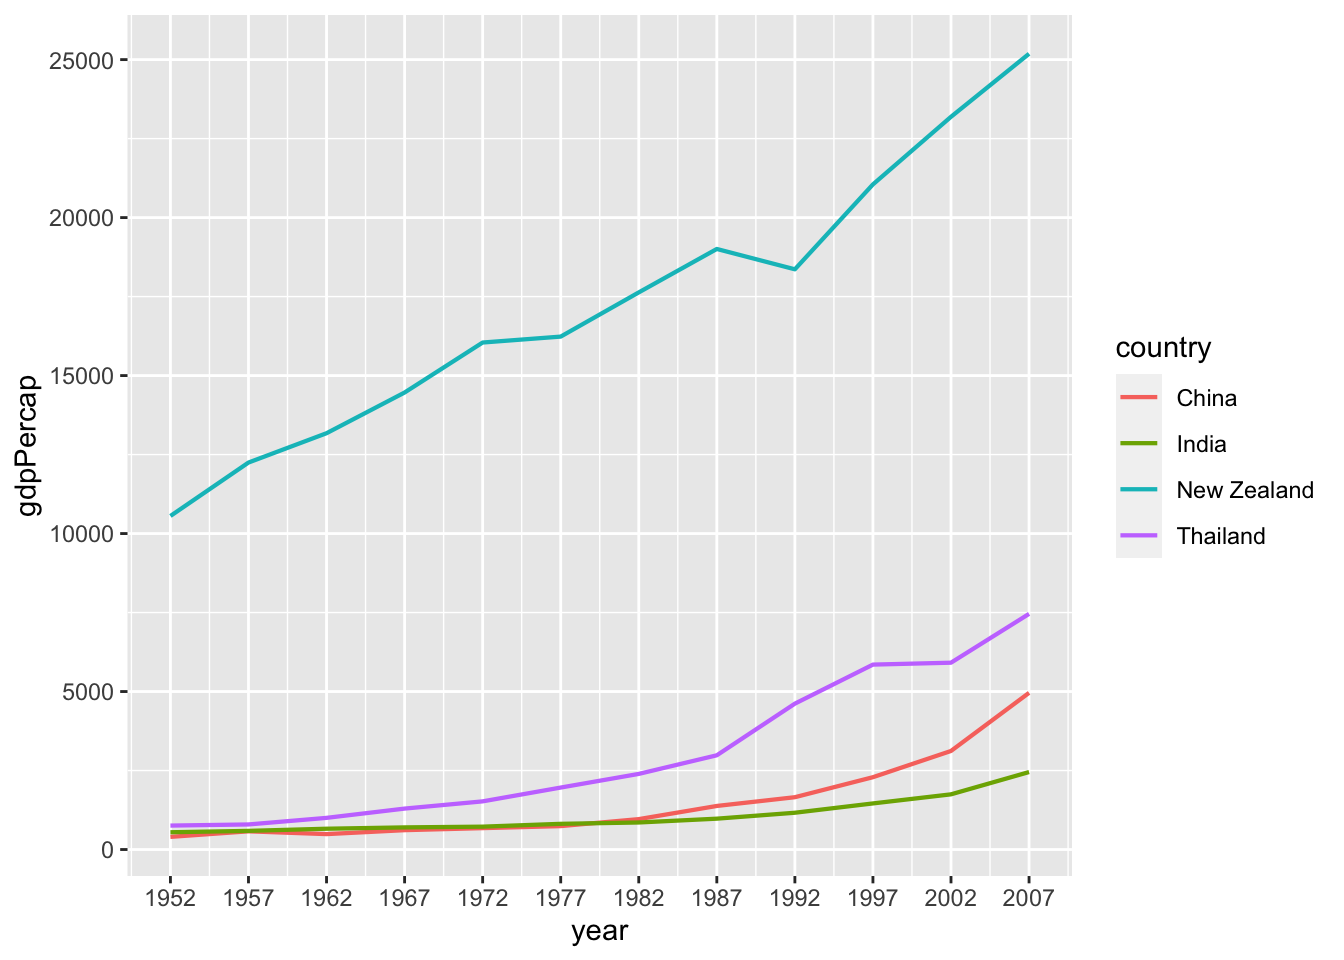 25000
20000
15000
10000
5000
0
gdpPercap
1952 1957 1962 1967 1972 1977 1982 1987 1992 1997 2002 2007
year
country
China
India
New Zealand
Thailand